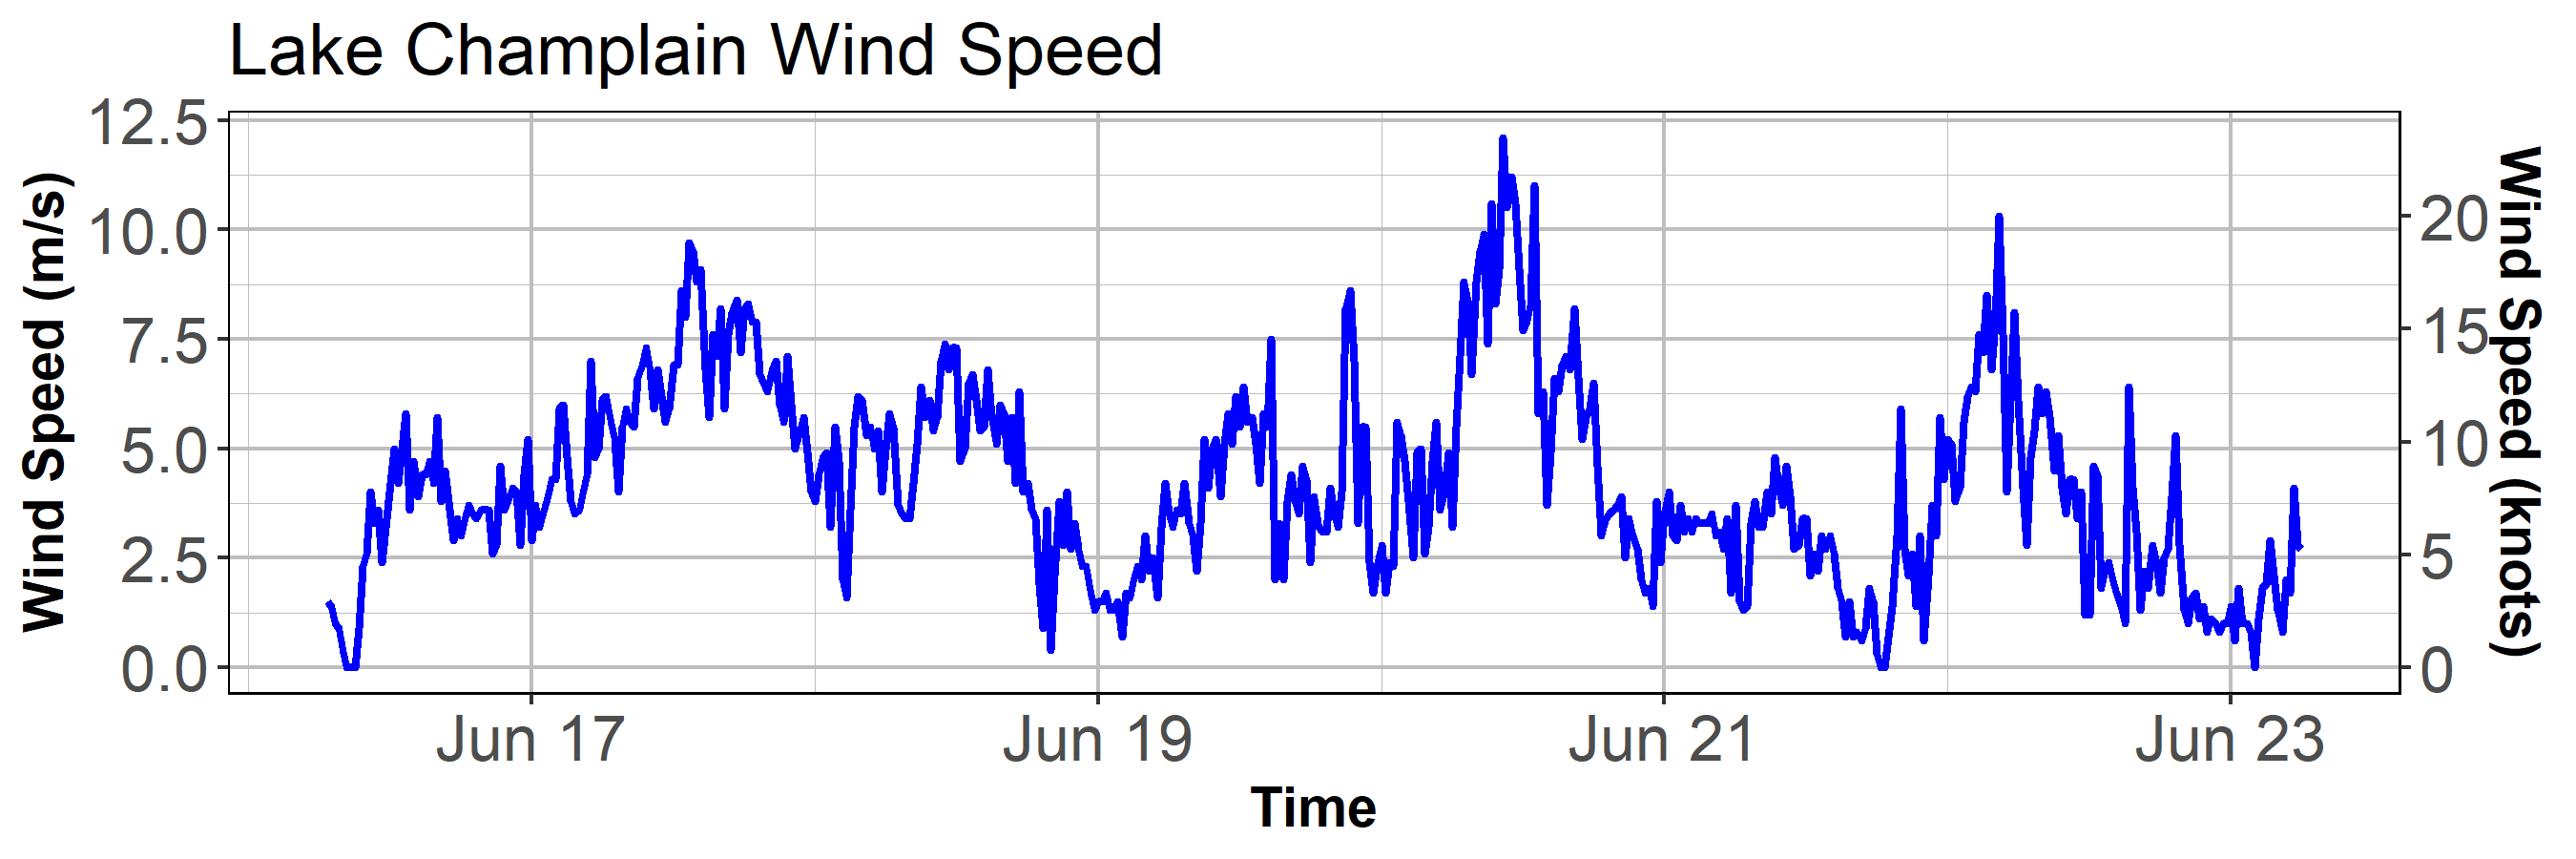 Lake Champlain Wind Speed
Wind Speed (m/s)
12.5
10.0
7.5
5.0
2.5
0.0
20
15
10
5
0
Wind Speed (knots)
Jun 17
Jun 19
Jun 21
Jun 23
Time